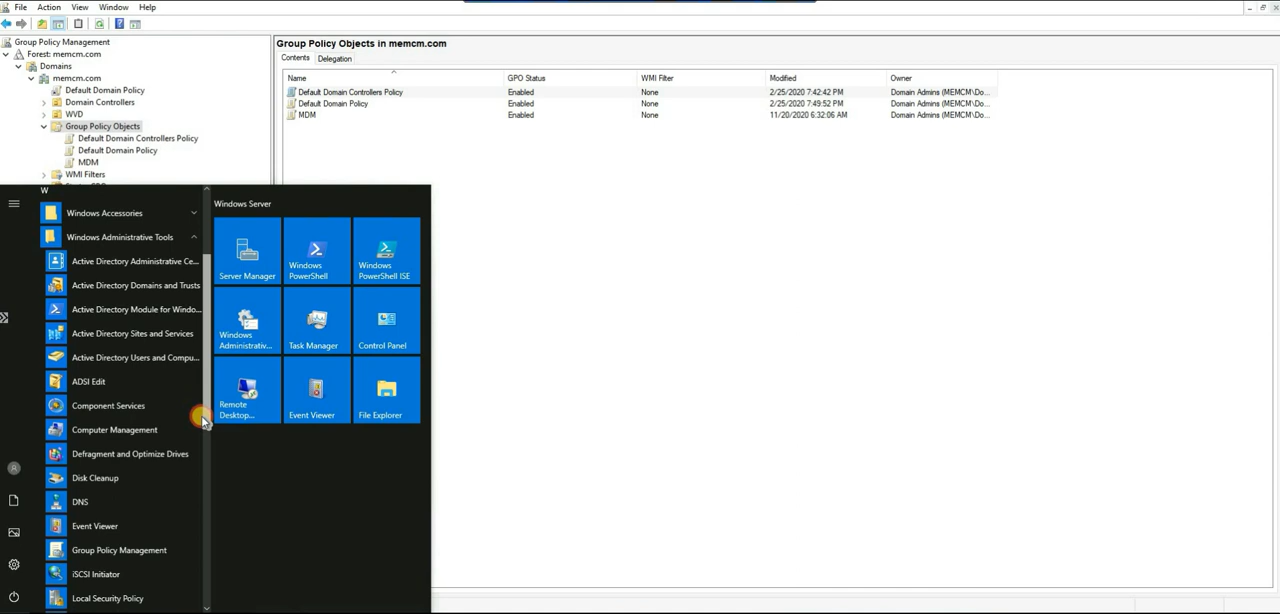 File Action View Window Help
Group Policy Management
Forest: memcm.com
Domains
memcm.com
Default Domain Policy
Domain Controllers
WVD
Group Policy Objects
Default Domain Controllers Policy
Default Domain Policy
MDM
WMI Filters
Group Policy Objects in memcm.com
Contents Delegation
Name GPO Status WMI Filter Modified Owner
Default Domain Controllers Policy Enabled None 2/25/2020 7:42:42 PM Domain Admins (MEMCM\Do...
Default Domain Policy Enabled None 2/25/2020 7:49:52 PM Domain Admins (MEMCM\Do...
MDM Enabled None 11/20/2020 6:32:06 AM Domain Admins (MEMCM\Do...
W
Windows Accessories
Windows Administrative Tools
Active Directory Administrative Ce...
Active Directory Domains and Trusts
Active Directory Module for Windo...
Active Directory Sites and Services
Active Directory Users and Compu...
ADSI Edit
Component Services
Computer Management
Defragment and Optimize Drives
Disk Cleanup
DNS
Event Viewer
Group Policy Management
iSCSI Initiator
Local Security Policy
Windows Server
Server Manager
Windows
PowerShell
Windows
PowerShell ISE
Windows
Administrativ...
Task Manager
Control Panel
Remote
Desktop...
Event Viewer
File Explorer